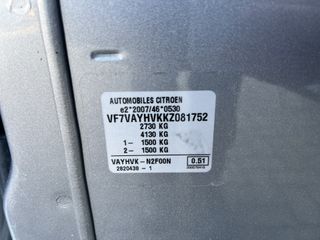 AUTOMOBILES CITROEN
e2*2007/46*0530
VF7VAYHVKKZ081752
2730 KG
4130 KG
1- 1500 KG
2- 1500 KG
VAYHVK-N2F00N 0.51
2820438 - 1